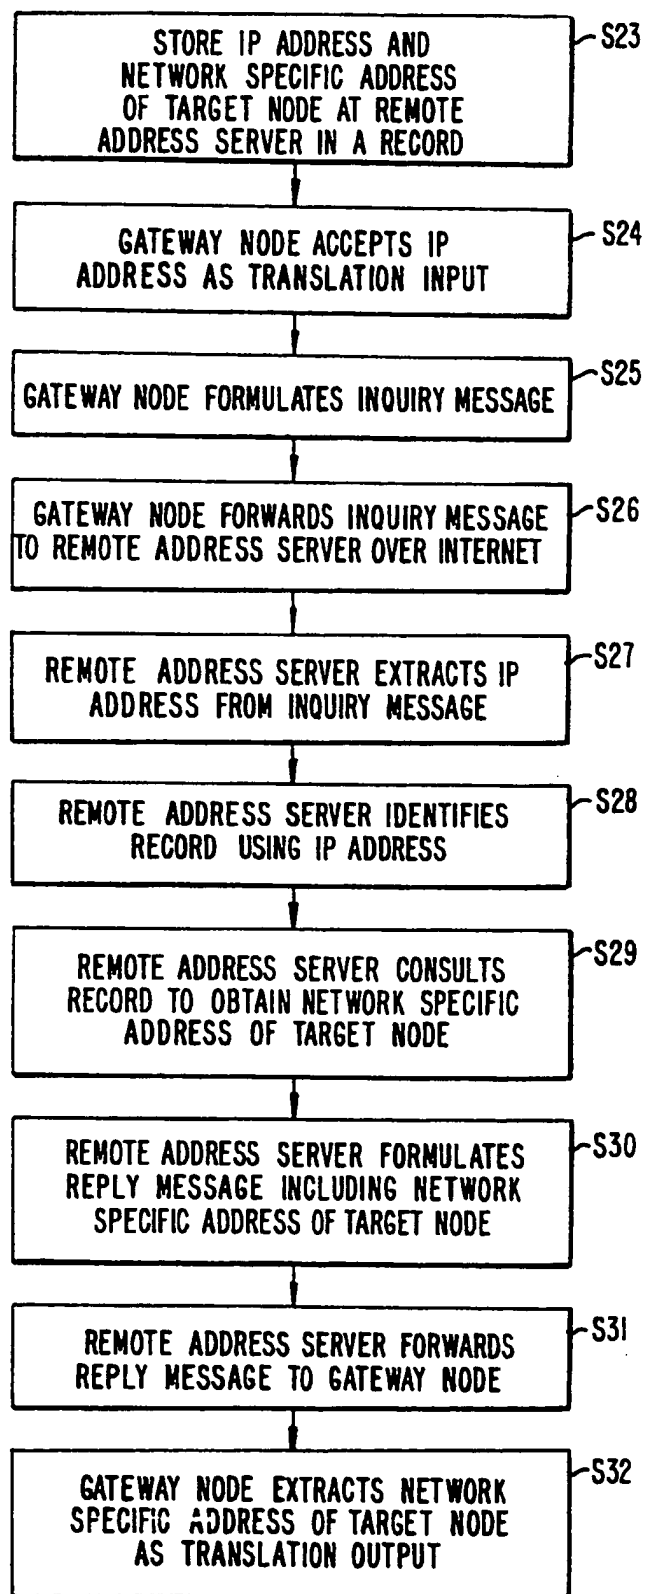 STORE IP ADDRESS AND
NETWORK SPECIFIC ADDRESS
OF TARGET NODE AT REMOTE
ADDRESS SERVER IN A RECORD
S23
GATEWAY NODE ACCEPTS IP
ADDRESS AS TRANSLATION INPUT
S24
GATEWAY NODE FORMULATES INQUIRY MESSAGE
S25
GATEWAY NODE FORWARDS INQUIRY MESSAGE
TO REMOTE ADDRESS SERVER OVER INTERNET
S26
REMOTE ADDRESS SERVER EXTRACTS IP
ADDRESS FROM INQUIRY MESSAGE
S27
REMOTE ADDRESS SERVER IDENTIFIES
RECORD USING IP ADDRESS
S28
REMOTE ADDRESS SERVER CONSULTS
RECORD TO OBTAIN NETWORK SPECIFIC
ADDRESS OF TARGET NODE
S29
REMOTE ADDRESS SERVER FORMULATES
REPLY MESSAGE INCLUDING NETWORK
SPECIFIC ADDRESS OF TARGET NODE
S30
REMOTE ADDRESS SERVER FORWARDS
REPLY MESSAGE TO GATEWAY NODE
S31
GATEWAY NODE EXTRACTS NETWORK
SPECIFIC ADDRESS OF TARGET NODE
AS TRANSLATION OUTPUT
S32